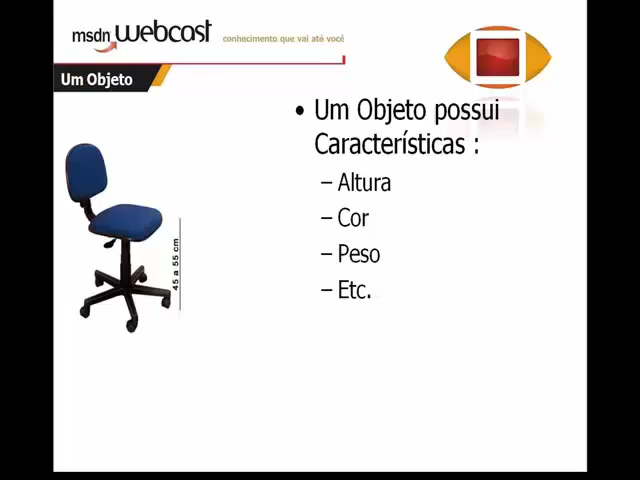 msdn webcast conhecimento que vai até você
Um Objeto
• Um Objeto possui
Características :
– Altura
– Cor
– Peso
– Etc.
45 a 55 cm